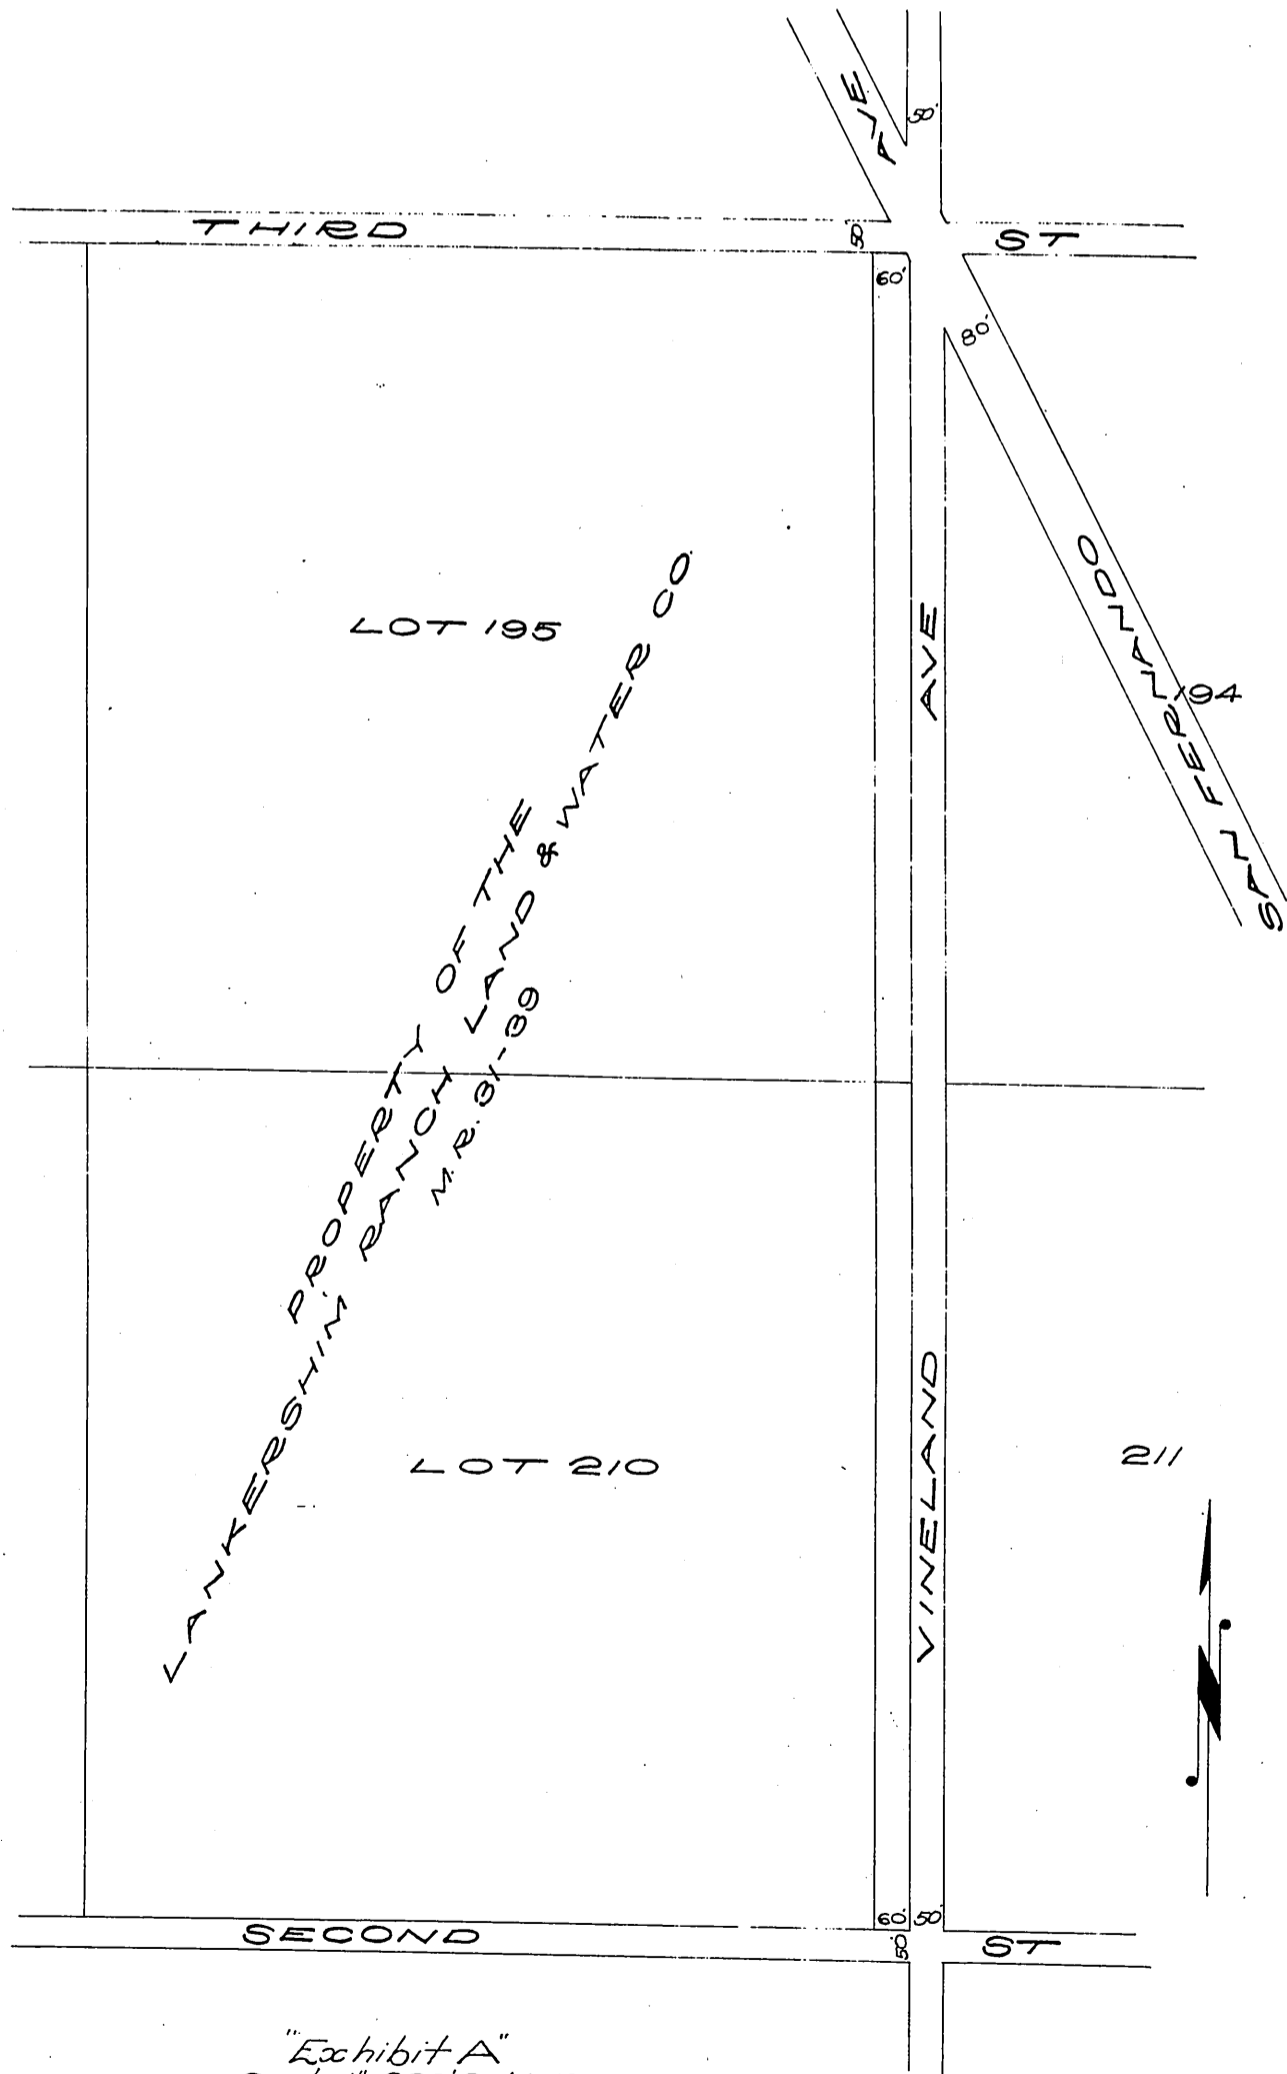 AVE
50'
THIRD
50
ST
60'
80'
LOT 195
AVE
SAN FERNANDO
194
PROPERTY OF THE
LANKERSHIM RANCH LAND & WATER CO.
M.R. 31-39
LOT 210
VINELAND
211
N
SECOND
60'
50'
50'
ST
"Exhibit A"